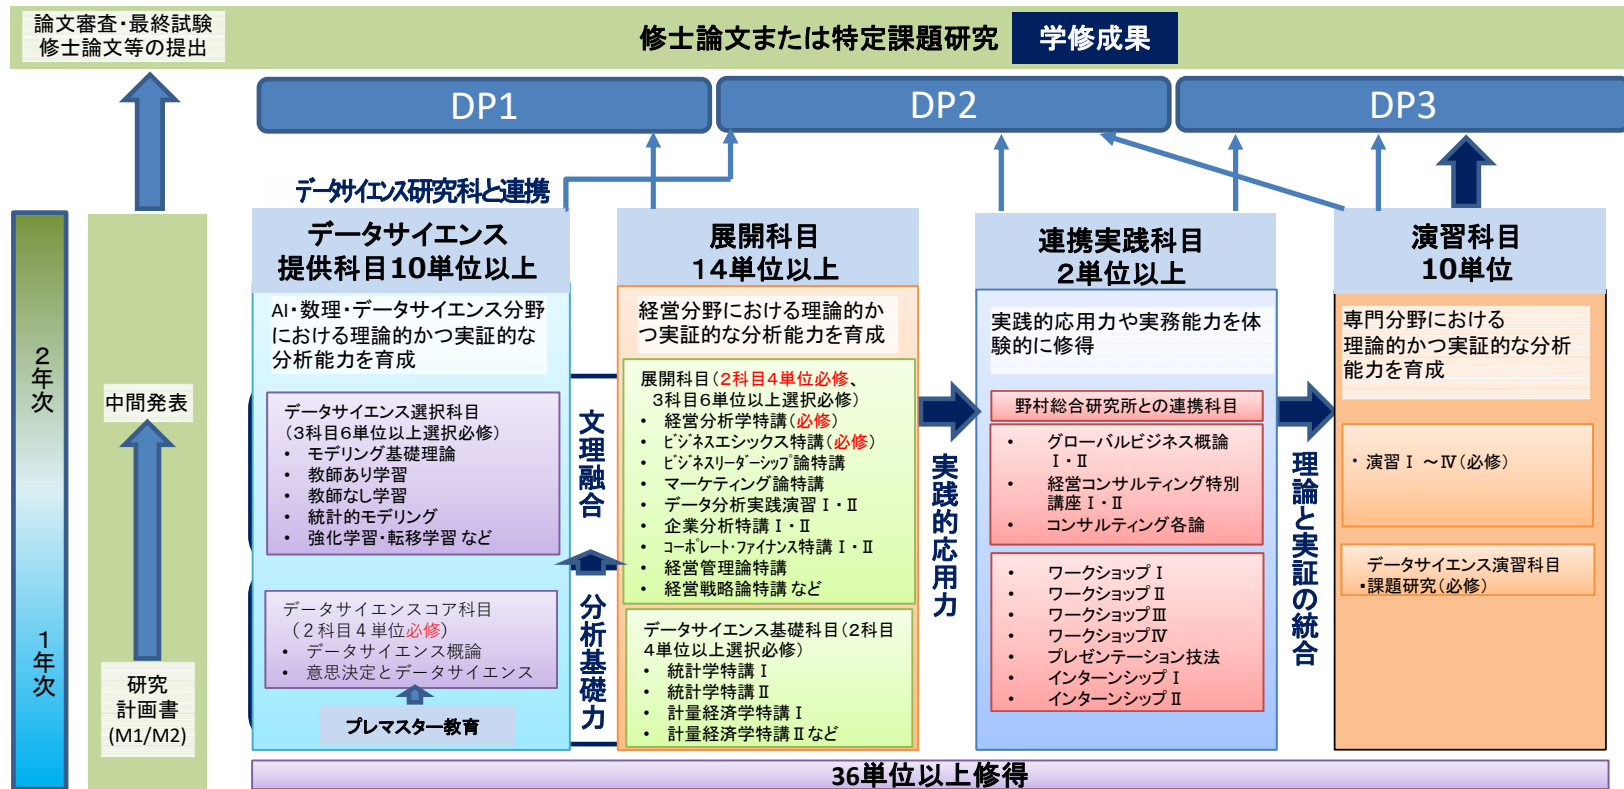 論文審査・最終試験
修士論文等の提出
修士論文または特定課題研究
学修成果
DP1
DP2
DP3
データサイエンス研究科と連携
2年次
1年次
中間発表
研究
計画書
(M1/M2)
データサイエンス
提供科目10単位以上
AI・数理・データサイエンス分野
における理論的かつ実証的な
分析能力を育成
データサイエンス選択科目
(3科目6単位以上選択必修)
• モデリング基礎理論
• 教師あり学習
• 教師なし学習
• 統計的モデリング
• 強化学習・転移学習 など
データサイエンスコア科目
(2科目4単位必修)
• データサイエンス概論
• 意思決定とデータサイエンス
プレマスター教育
文理融合
分析基礎力
展開科目
14単位以上
経営分野における理論的か
つ実証的な分析能力を育成
展開科目(2科目4単位必修、
3科目6単位以上選択必修)
• 経営分析学特講(必修)
• ビジネスエシックス特講(必修)
• ビジネスリーダーシップ論特講
• マーケティング論特講
• データ分析実践演習Ⅰ・Ⅱ
• 企業分析特講Ⅰ・Ⅱ
• コーポレート・ファイナンス特講Ⅰ・Ⅱ
• 経営管理論特講
• 経営戦略論特講 など
データサイエンス基礎科目(2科目
4単位以上選択必修)
• 統計学特講Ⅰ
• 統計学特講Ⅱ
• 計量経済学特講Ⅰ
• 計量経済学特講Ⅱなど
実践的応用力
連携実践科目
2単位以上
実践的応用力や実務能力を体
験的に修得
野村総合研究所との連携科目
• グローバルビジネス概論
Ⅰ・Ⅱ
• 経営コンサルティング特別
講座Ⅰ・Ⅱ
• コンサルティング各論
• ワークショップⅠ
• ワークショップⅡ
• ワークショップⅢ
• ワークショップⅣ
• プレゼンテーション技法
• インターンシップⅠ
• インターンシップⅡ
理論と実証の統合
演習科目
10単位
専門分野における
理論的かつ実証的な分析
能力を育成
・演習Ⅰ ～Ⅳ(必修)
データサイエンス演習科目
・課題研究(必修)
36単位以上修得